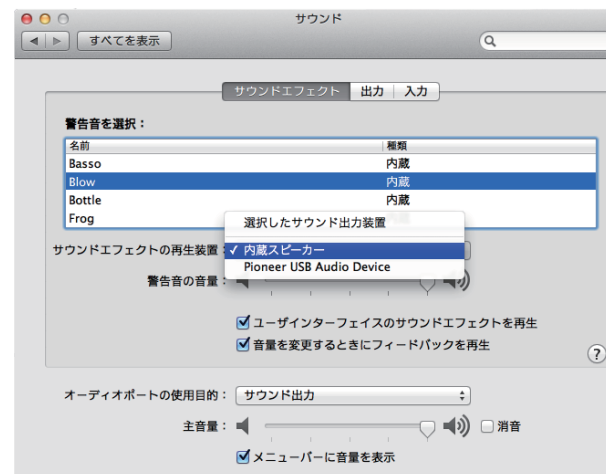 サウンド
すべてを表示
サウンドエフェクト 出力 入力
警告音を選択：
名前 種類
Basso 内蔵
Blow 内蔵
Bottle 内蔵
Frog
選択したサウンド出力装置
サウンドエフェクトの再生装置： ✓ 内蔵スピーカー
Pioneer USB Audio Device
警告音の音量：
ユーザインターフェイスのサウンドエフェクトを再生
音量を変更するときにフィードバックを再生
?
オーディオポートの使用目的： サウンド出力
主音量： 消音
メニューバーに音量を表示